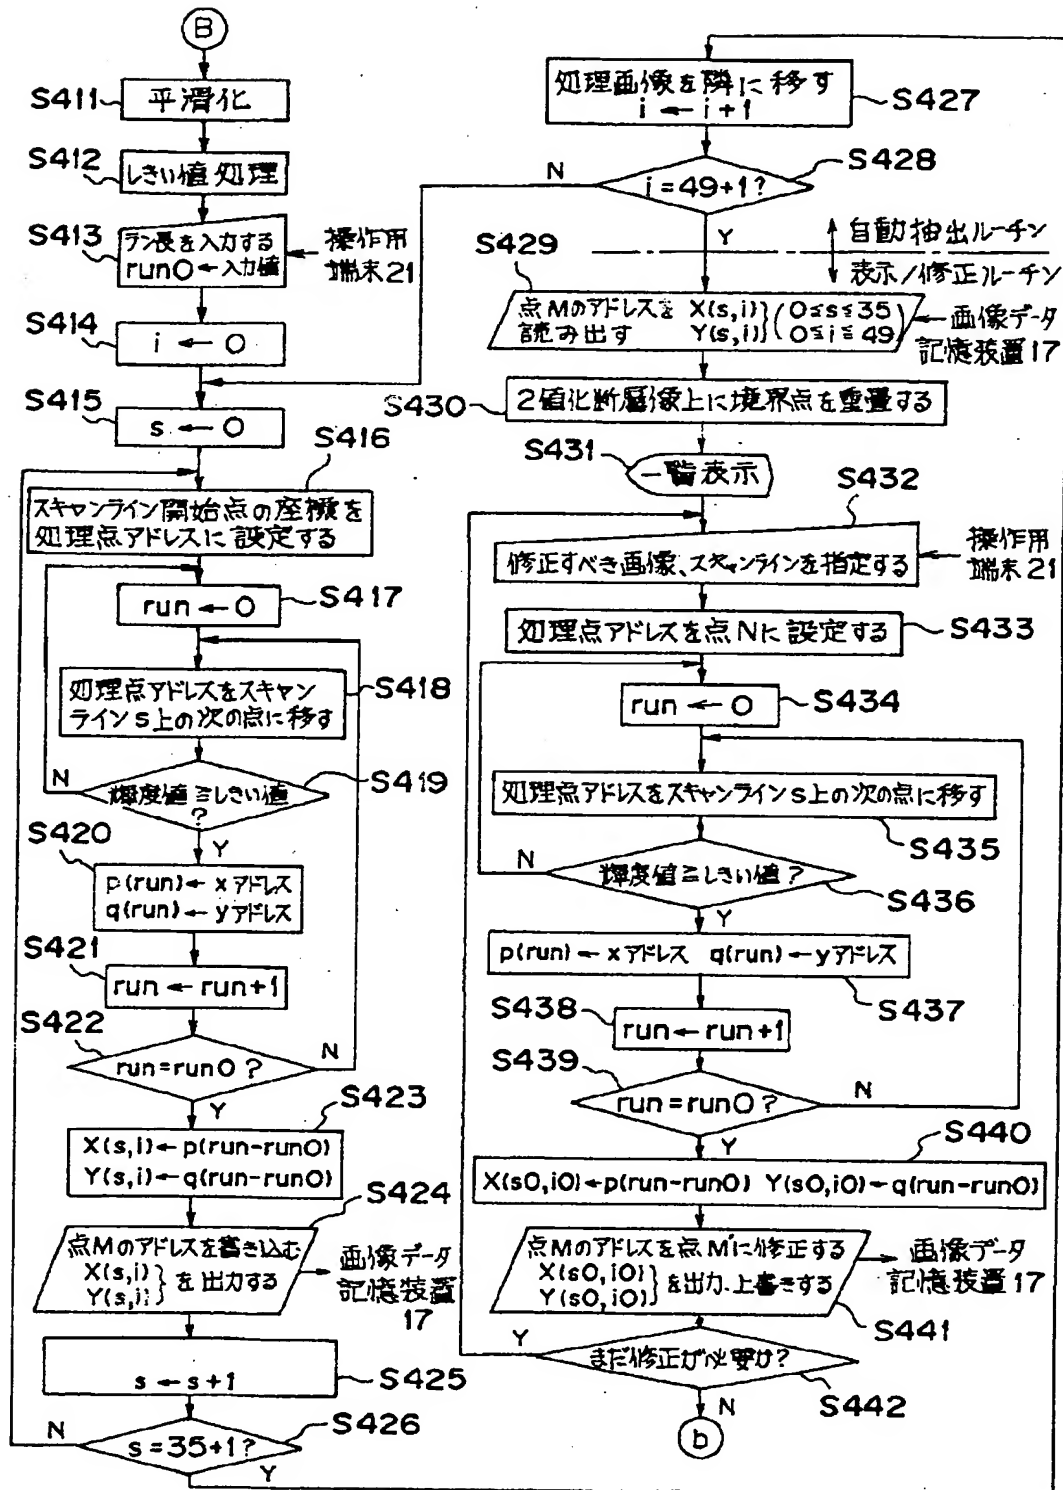 B
S411
平滑化
S412
しきい値処理
S413
ラン長を入力する
run0←入力値
操作用
端末21
S414
i ← 0
S415
s ← 0
S416
スキャンライン開始点の座標を
処理点アドレスに設定する
run ← 0
S417
処理点アドレスをスキャン
ラインs上の次の点に移す
S418
N
輝度値≧しきい値
?
S419
Y
S420
p(run)← xアドレス
q(run)← yアドレス
S421
run ← run+1
S422
run=run0?
N
Y
S423
X(s,i)←p(run-run0)
Y(s,i)←q(run-run0)
S424
点Mのアドレスを書き込む
X(s,i)
Y(s,i)
}を出力する
画像データ
記憶装置
17
s ← s+1
S425
N
s=35+1?
S426
Y
処理画像を隣に移す
i ← i+1
S427
N
i=49+1?
S428
Y
自動抽出ルーチン
表示/修正ルーチン
S429
点Mのアドレスを X(s,i)}(0≦s≦35)
読み出す Y(s,i)}(0≦i≦49)
画像データ
記憶装置17
S430
2値化断層像上に境界点を重畳する
S431
一覧表示
S432
修正すべき画像、スキャンラインを指定する
操作用
端末21
処理点アドレスを点Nに設定する
S433
run ← 0
S434
処理点アドレスをスキャンラインs上の次の点に移す
S435
N
輝度値≧しきい値?
S436
Y
p(run)←xアドレス q(run)←yアドレス
S437
S438
run←run+1
S439
run=run0?
N
Y
S440
X(s0,i0)←p(run-run0) Y(s0,i0)←q(run-run0)
点Mのアドレスを点M'に修正する
X(s0,i0)
Y(s0,i0)
}を出力、上書きする
画像データ
記憶装置17
S441
Y
まだ修正が必要か?
S442
N
b